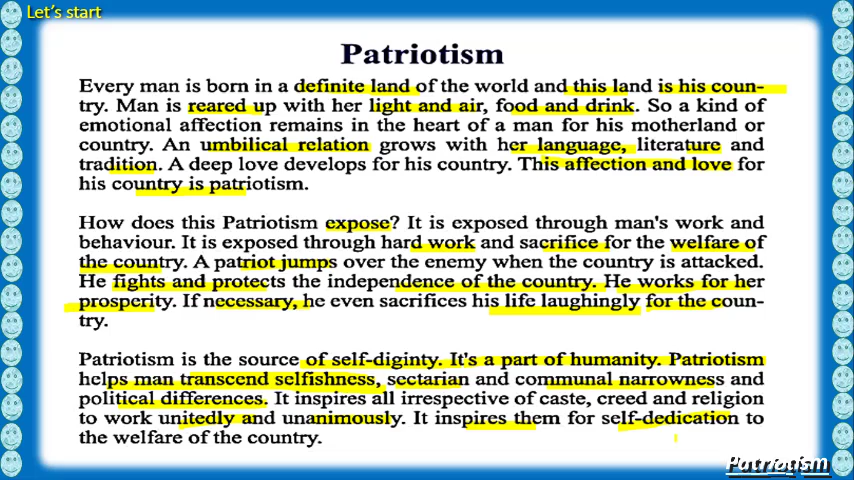 Let's start
Patriotism
Every man is born in a definite land of the world and this land is his coun-
try. Man is reared up with her light and air, food and drink. So a kind of
emotional affection remains in the heart of a man for his motherland or
country. An umbilical relation grows with her language, literature and
tradition. A deep love develops for his country. This affection and love for
his country is patriotism.
How does this Patriotism expose? It is exposed through man's work and
behaviour. It is exposed through hard work and sacrifice for the welfare of
the country. A patriot jumps over the enemy when the country is attacked.
He fights and protects the independence of the country. He works for her
prosperity. If necessary, he even sacrifices his life laughingly for the coun-
try.
Patriotism is the source of self-diginty. It's a part of humanity. Patriotism
helps man transcend selfishness, sectarian and communal narrowness and
political differences. It inspires all irrespective of caste, creed and religion
to work unitedly and unanimously. It inspires them for self-dedication to
the welfare of the country.
Patriotism